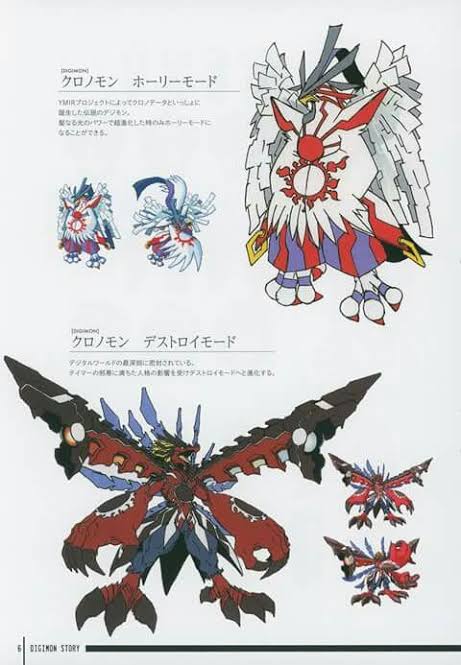 [DIGIMON]
クロノモン ホーリーモード
YMIRプロジェクトによってクロノデータといっしょに
誕生した伝説のデジモン。
聖なる光のパワーで超進化した時のみホーリーモードに
なることができる。
[DIGIMON]
クロノモン デストロイモード
デジタルワールドの最深部に密封されている。
テイマーの邪悪に満ちた人格の影響を受けデストロイモードへと進化する。
6 DIGIMON STORY